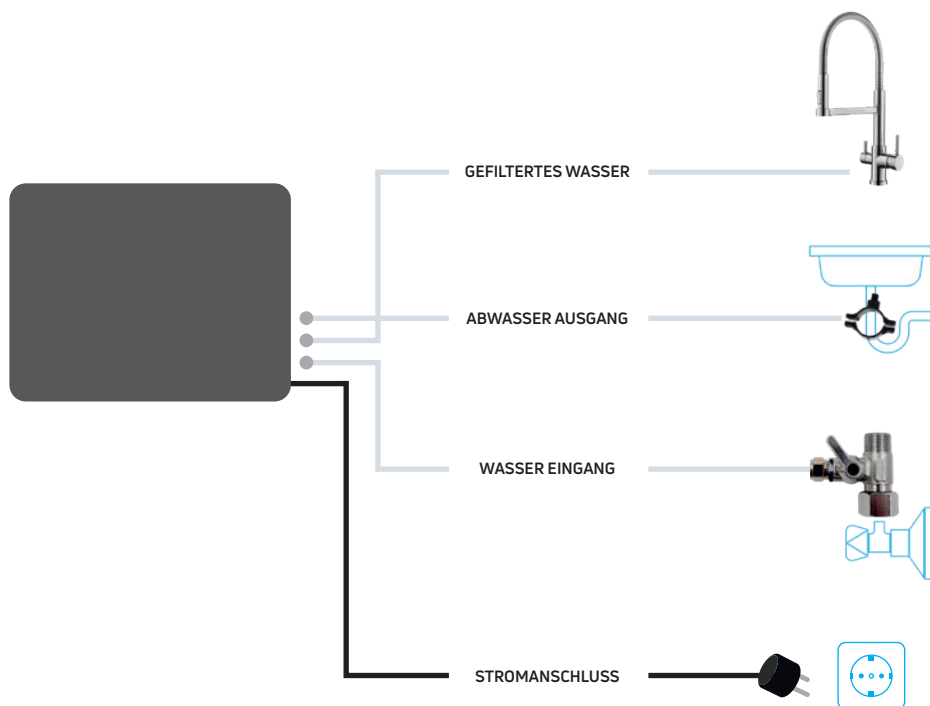 GEFILTERTES WASSER
ABWASSER AUSGANG
WASSER EINGANG
STROMANSCHLUSS